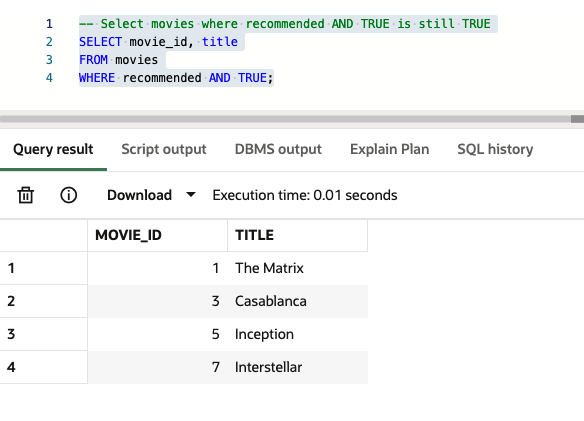 1 -- Select movies where recommended AND TRUE is still TRUE
2 SELECT movie_id, title
3 FROM movies
4 WHERE recommended AND TRUE;
Query result Script output DBMS output Explain Plan SQL history
Download Execution time: 0.01 seconds
MOVIE_ID TITLE
1 1 The Matrix
2 3 Casablanca
3 5 Inception
4 7 Interstellar